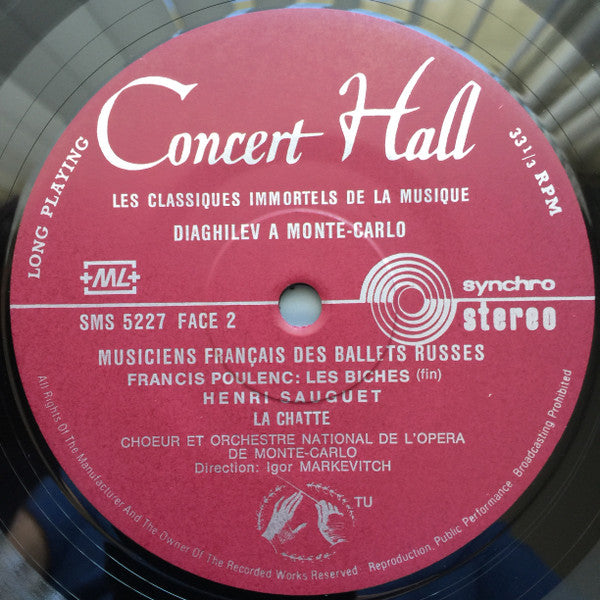 Concert Hall
LONG PLAYING
33 1/3 RPM
LES CLASSIQUES IMMORTELS DE LA MUSIQUE
DIAGHILEV A MONTE-CARLO
+ML+
synchro
stereo
SMS 5227 FACE 2
MUSICIENS FRANÇAIS DES BALLETS RUSSES
FRANCIS POULENC: LES BICHES (fin)
HENRI SAUGUET
LA CHATTE
CHOEUR ET ORCHESTRE NATIONAL DE L'OPERA
DE MONTE-CARLO
Direction: Igor MARKEVITCH
TU
All Rights Of The Manufacturer And The Owner Of The Recorded Works Reserved. Reproduction, Public Performance, Broadcasting Prohibited